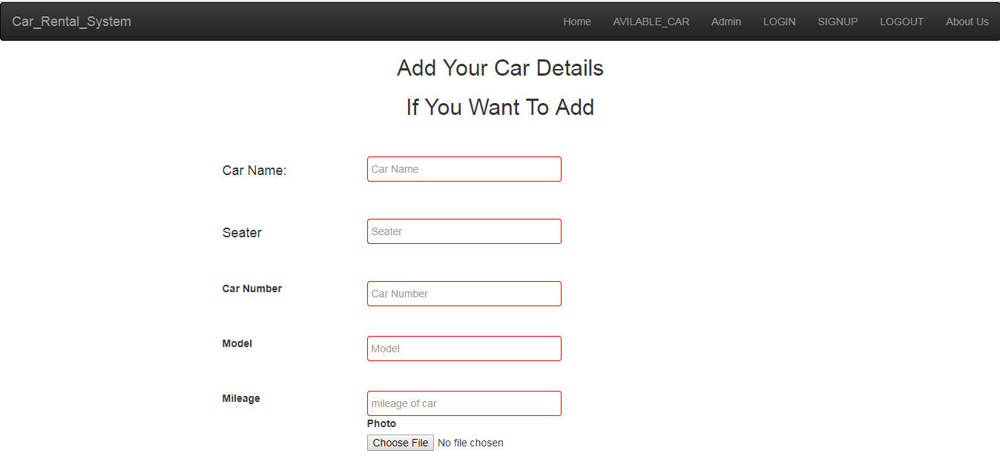 Car_Rental_System Home AVILABLE_CAR Admin LOGIN SIGNUP LOGOUT About Us
Add Your Car Details
If You Want To Add
Car Name: Car Name
Seater Seater
Car Number Car Number
Model Model
Mileage mileage of car
Photo
Choose File No file chosen